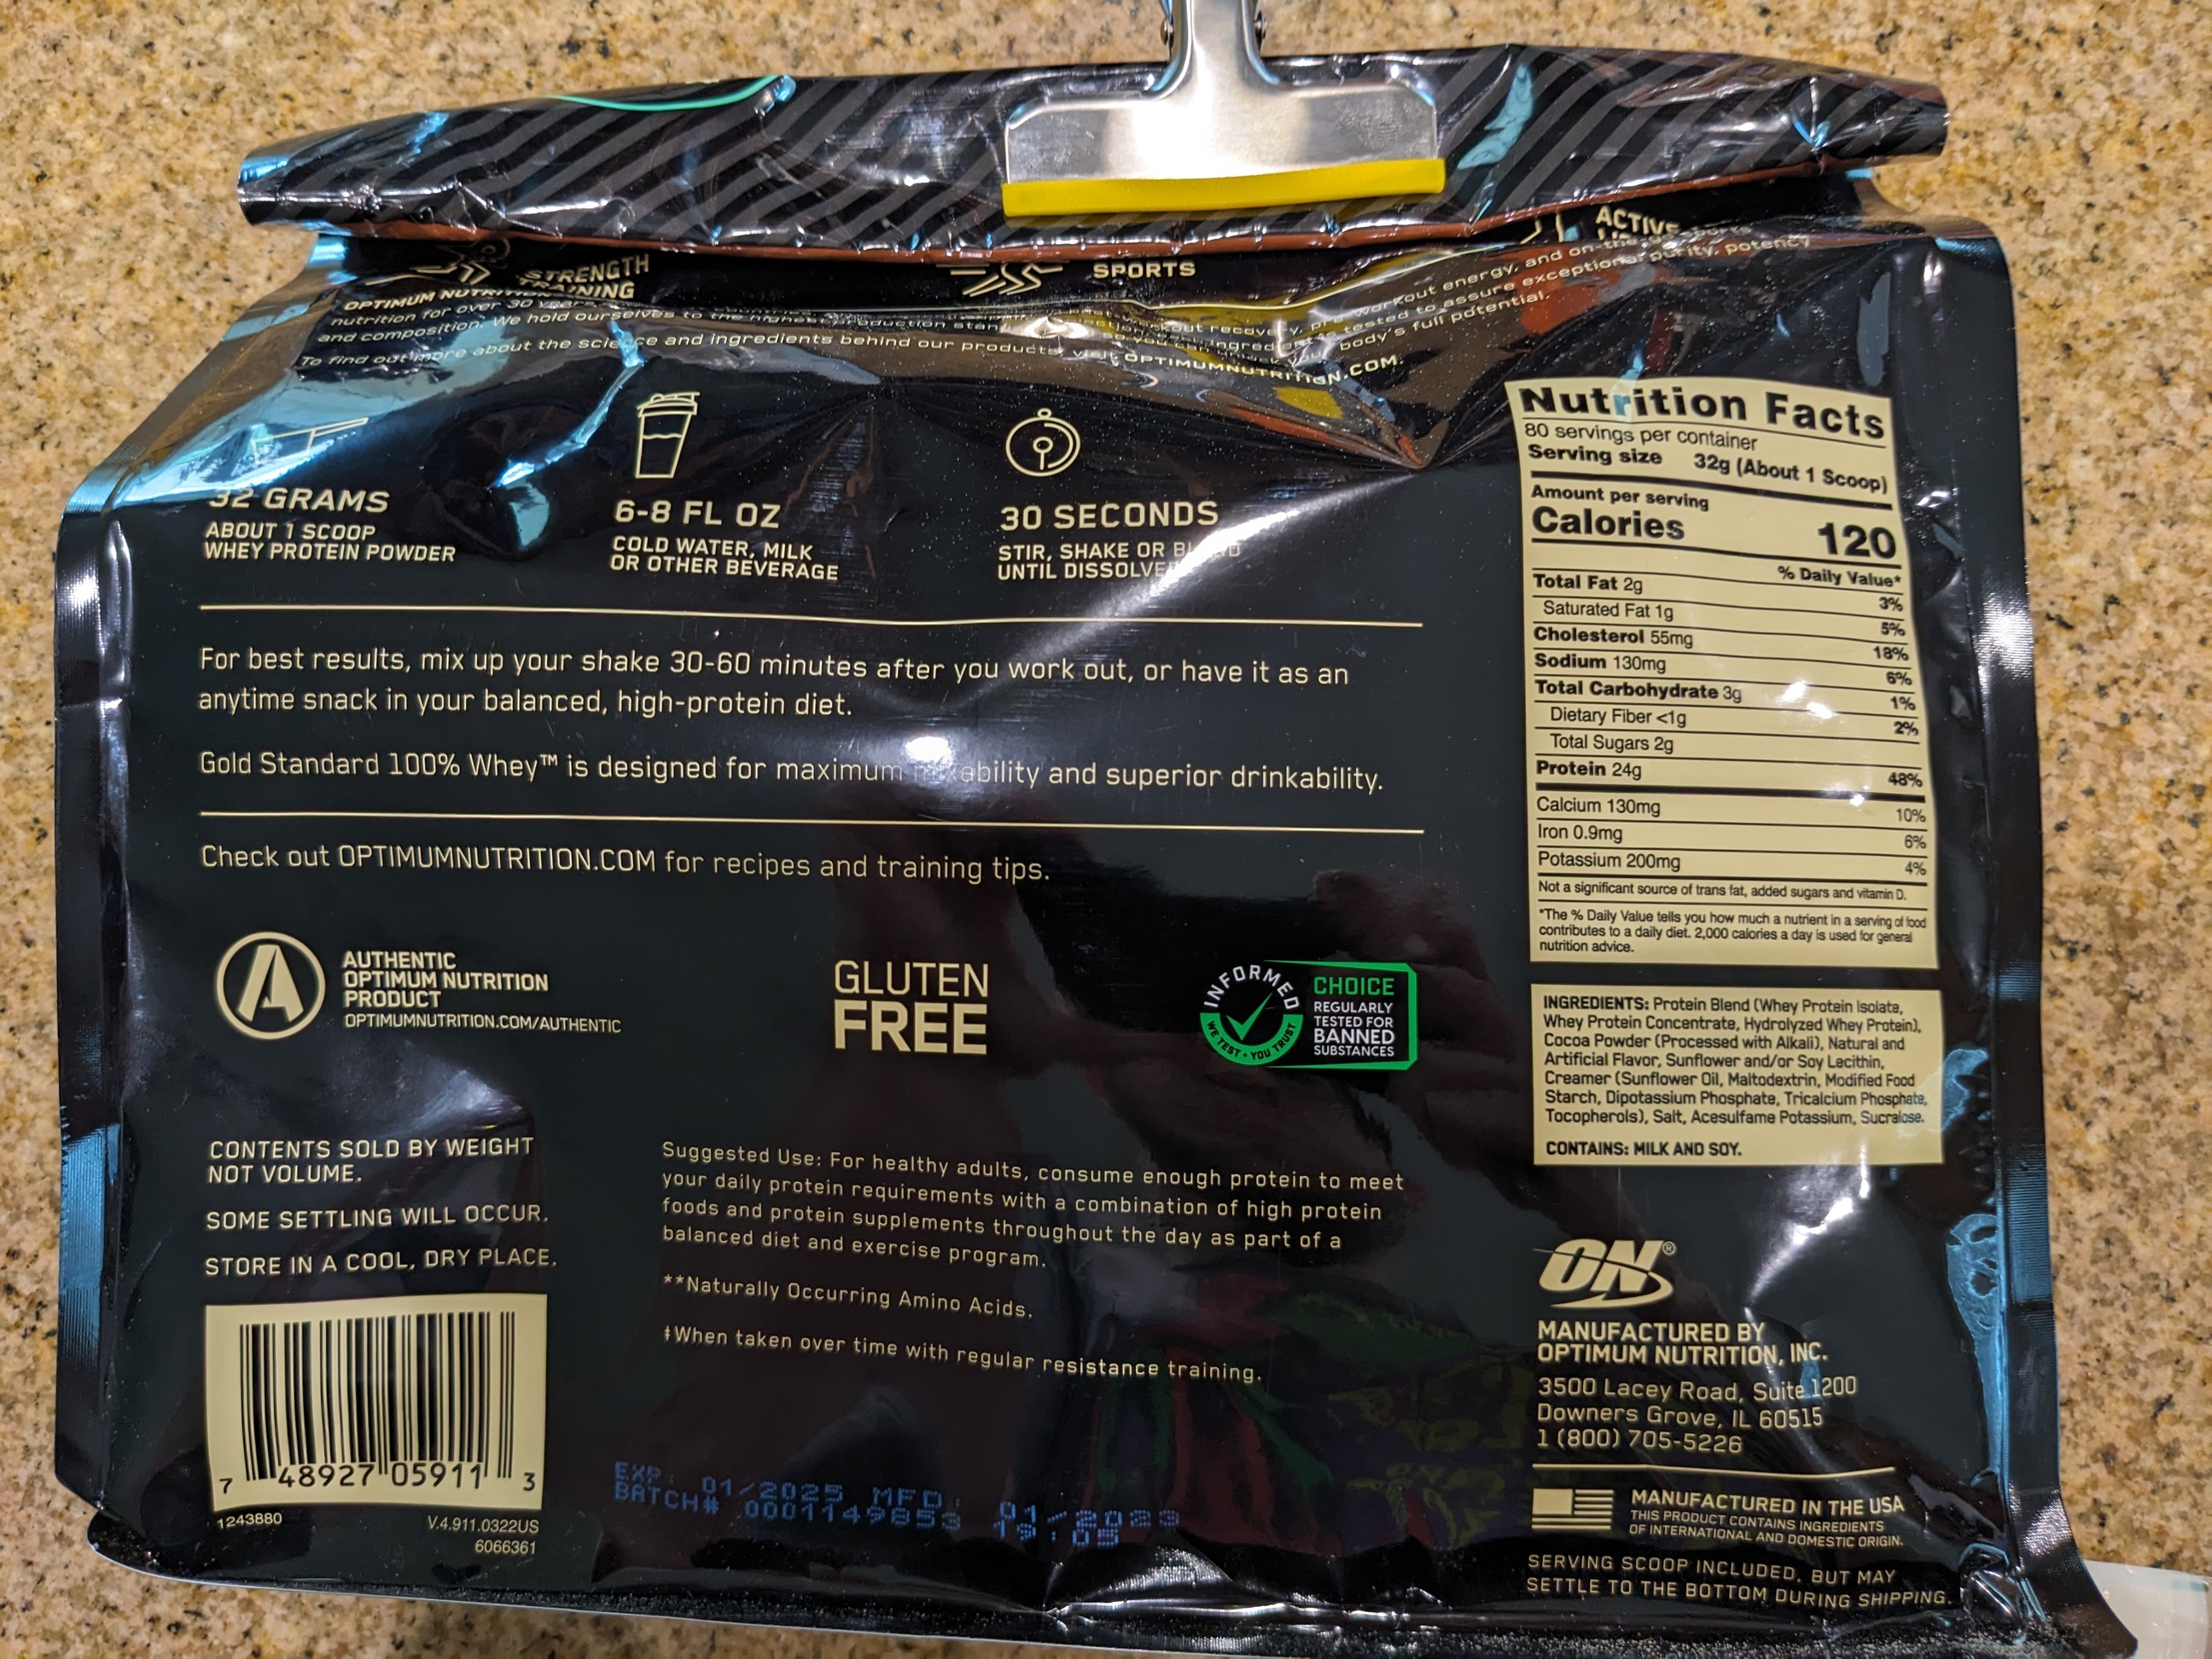 STRENGTH
TRAINING
SPORTS
ACTIVE
OPTIMUM NUTRITION
nutrition for over 30 years
workout energy, and on-the-go
and composition. We hold ourselves to the highest production
tested to assure exceptional purity, potency
body's full potential.
To find out more about the science and ingredients behind our products, visit OPTIMUMNUTRITION.COM.
32 GRAMS
ABOUT 1 SCOOP
WHEY PROTEIN POWDER
6-8 FL OZ
COLD WATER, MILK
OR OTHER BEVERAGE
30 SECONDS
STIR, SHAKE OR BLEND
UNTIL DISSOLVED
For best results, mix up your shake 30-60 minutes after you work out, or have it as an
anytime snack in your balanced, high-protein diet.
Gold Standard 100% Whey™ is designed for maximum mixability and superior drinkability.
Check out OPTIMUMNUTRITION.COM for recipes and training tips.
A
AUTHENTIC
OPTIMUM NUTRITION
PRODUCT
OPTIMUMNUTRITION.COM/AUTHENTIC
GLUTEN
FREE
INFORMED
WE TEST • YOU TRUST
CHOICE
REGULARLY
TESTED FOR
BANNED
SUBSTANCES
CONTENTS SOLD BY WEIGHT
NOT VOLUME.
SOME SETTLING WILL OCCUR.
STORE IN A COOL, DRY PLACE.
7 48927 05911 3
1243880
V.4.911.0322US
6066361
Suggested Use: For healthy adults, consume enough protein to meet
your daily protein requirements with a combination of high protein
foods and protein supplements throughout the day as part of a
balanced diet and exercise program.
**Naturally Occurring Amino Acids.
‡When taken over time with regular resistance training.
EXP: 01/2025 MFD: 01/2023
BATCH# 0001149853 19:05
Nutrition Facts
80 servings per container
Serving size 32g (About 1 Scoop)
Amount per serving
Calories 120
% Daily Value*
Total Fat 2g 3%
Saturated Fat 1g 5%
Cholesterol 55mg 18%
Sodium 130mg 6%
Total Carbohydrate 3g 1%
Dietary Fiber <1g 2%
Total Sugars 2g
Protein 24g 48%
Calcium 130mg 10%
Iron 0.9mg 6%
Potassium 200mg 4%
Not a significant source of trans fat, added sugars and vitamin D.
*The % Daily Value tells you how much a nutrient in a serving of food
contributes to a daily diet. 2,000 calories a day is used for general
nutrition advice.
INGREDIENTS: Protein Blend (Whey Protein Isolate,
Whey Protein Concentrate, Hydrolyzed Whey Protein),
Cocoa Powder (Processed with Alkali), Natural and
Artificial Flavor, Sunflower and/or Soy Lecithin,
Creamer (Sunflower Oil, Maltodextrin, Modified Food
Starch, Dipotassium Phosphate, Tricalcium Phosphate,
Tocopherols), Salt, Acesulfame Potassium, Sucralose.
CONTAINS: MILK AND SOY.
ON®
MANUFACTURED BY
OPTIMUM NUTRITION, INC.
3500 Lacey Road, Suite 1200
Downers Grove, IL 60515
1 (800) 705-5226
MANUFACTURED IN THE USA
THIS PRODUCT CONTAINS INGREDIENTS
OF INTERNATIONAL AND DOMESTIC ORIGIN.
SERVING SCOOP INCLUDED, BUT MAY
SETTLE TO THE BOTTOM DURING SHIPPING.